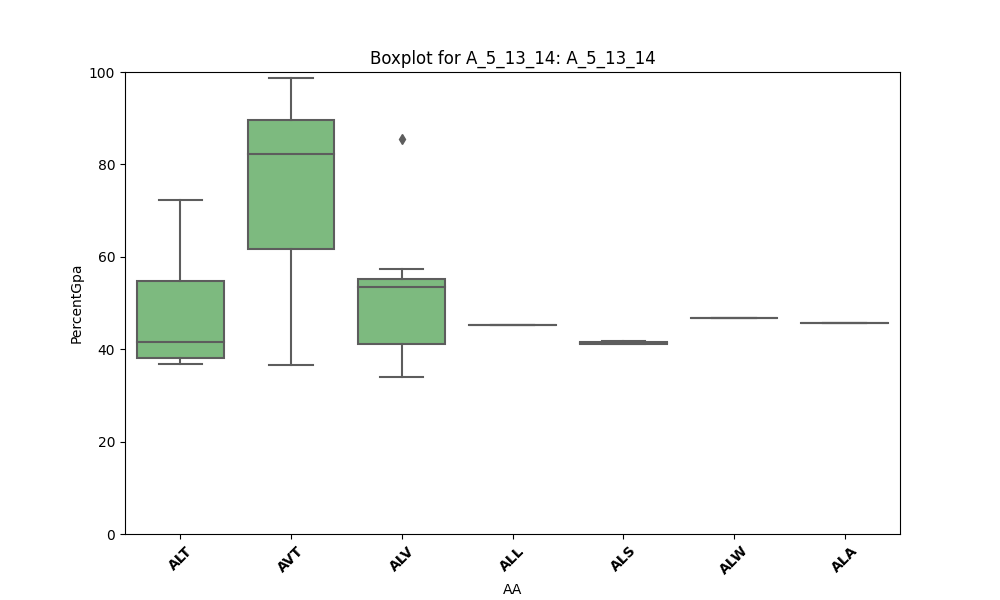 Boxplot for A_5_13_14: A_5_13_14
100
80
60
40
20
0
PercentGpa
ALT
AVT
ALV
ALL
ALS
ALW
ALA
AA